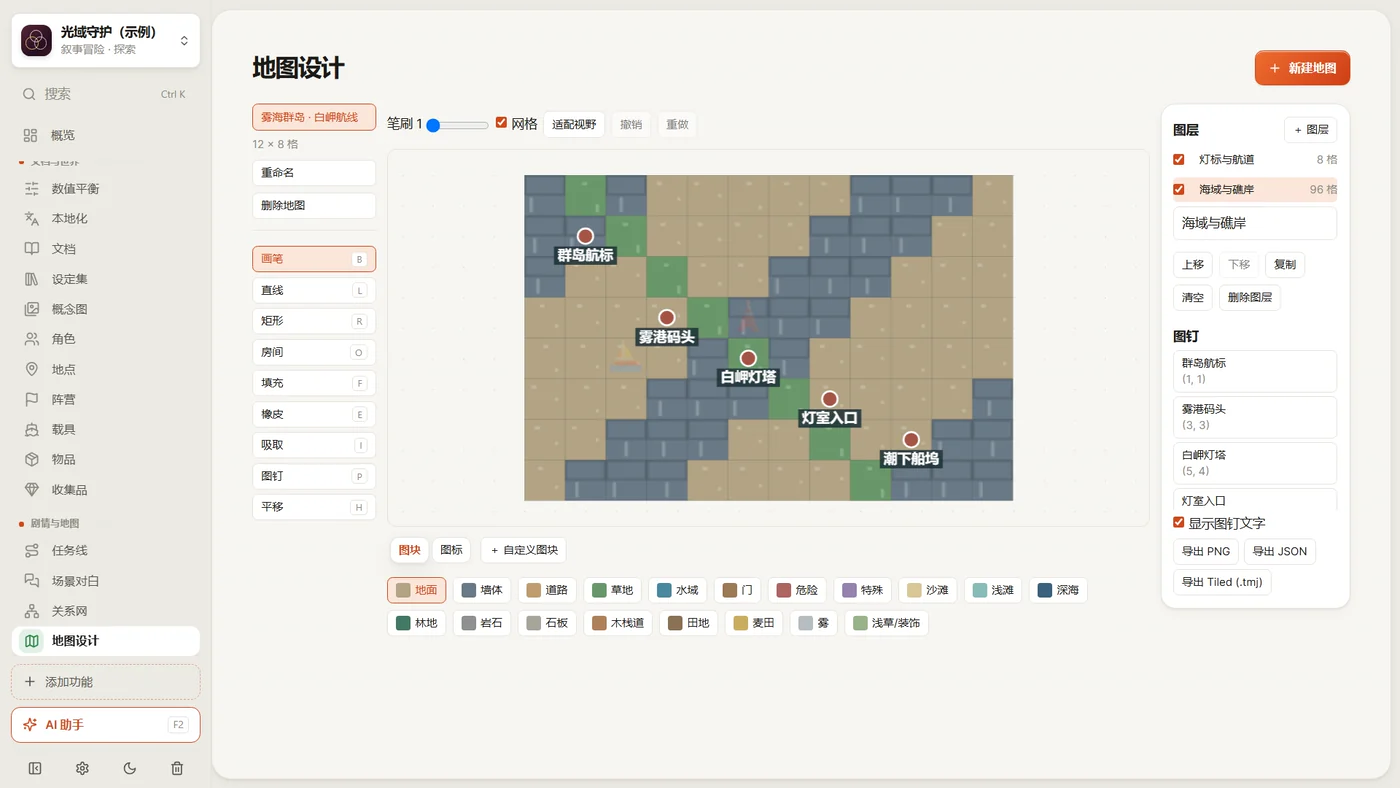 光域守护（示例）
叙事冒险 · 探索
搜索 Ctrl K
概览
数值平衡
本地化
文档
设定集
概念图
角色
地点
阵营
载具
物品
收集品
剧情与地图
任务线
场景对白
关系网
地图设计
添加功能
AI 助手 F2
地图设计
+ 新建地图
雾海群岛 · 白岬航线
12 × 8 格
重命名
删除地图
画笔 B
直线 L
矩形 R
房间 O
填充 F
橡皮 E
吸取 I
图钉 P
平移 H
笔刷 1 网格 适配视野 撤销 重做
群岛航标
雾港码头
白岬灯塔
灯室入口
潮下船坞
图块 图标 + 自定义图块
地面 墙体 道路 草地 水域 门 危险 特殊 沙滩 浅滩 深海
林地 岩石 石板 木栈道 田地 麦田 雾 浅草/装饰
图层 + 图层
灯标与航道 8 格
海域与礁岸 96 格
海域与礁岸
上移 下移 复制
清空 删除图层
图钉
群岛航标
(1, 1)
雾港码头
(3, 3)
白岬灯塔
(5, 4)
灯室入口
显示图钉文字
导出 PNG 导出 JSON
导出 Tiled (.tmj)